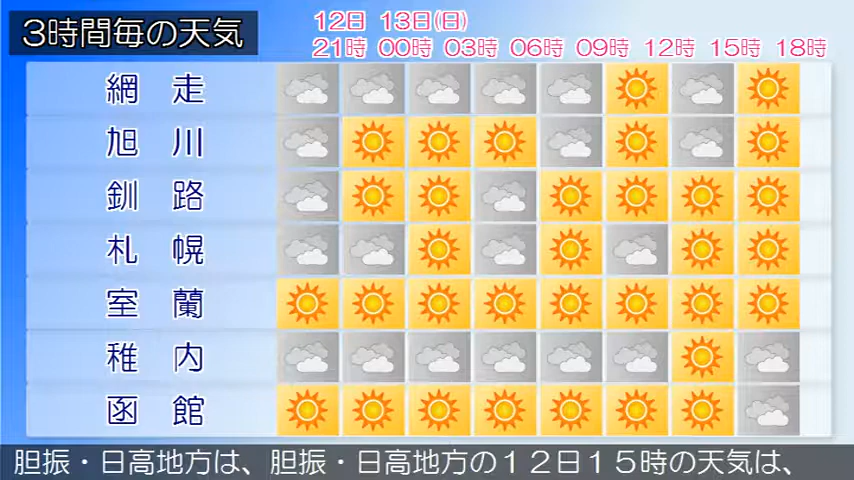 3時間毎の天気
12日 13日(日)
21時 00時 03時 06時 09時 12時 15時 18時
網走
旭川
釧路
札幌
室蘭
稚内
函館
胆振・日高地方は、胆振・日高地方の12日15時の天気は、